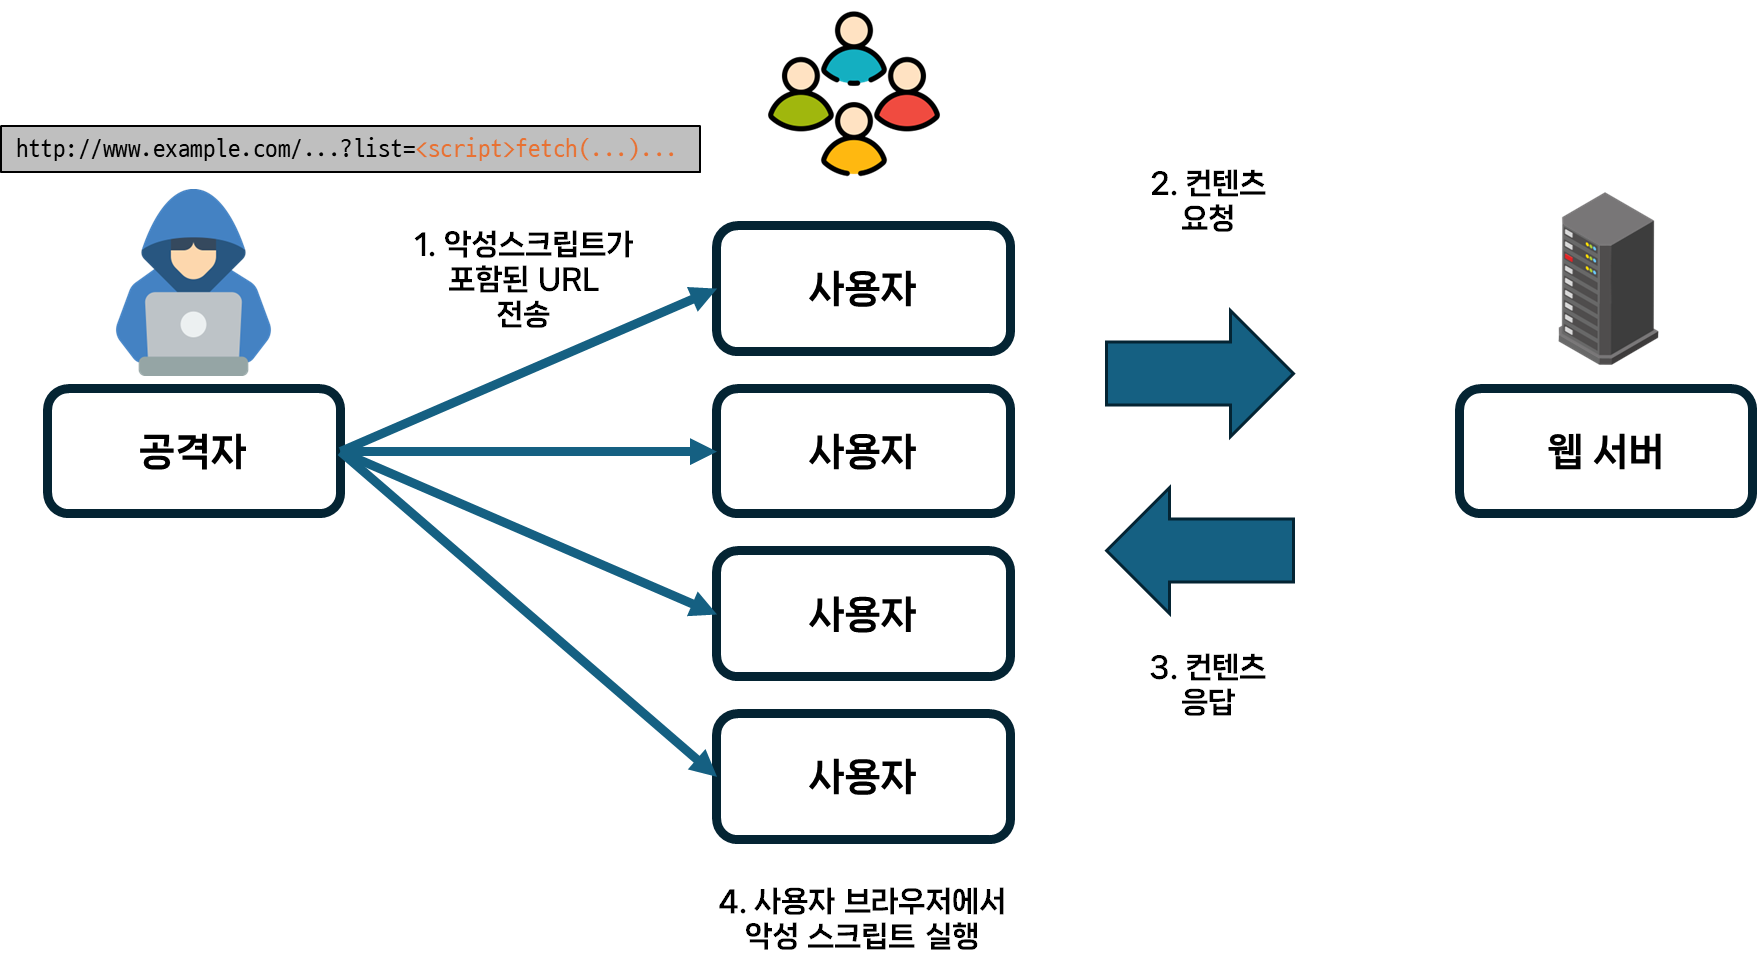 http://www.example.com/...?list=<script>fetch(...)...
1. 악성스크립트가
포함된 URL
전송
공격자
사용자
사용자
사용자
사용자
2. 컨텐츠
요청
3. 컨텐츠
응답
웹 서버
4. 사용자 브라우저에서
악성 스크립트 실행